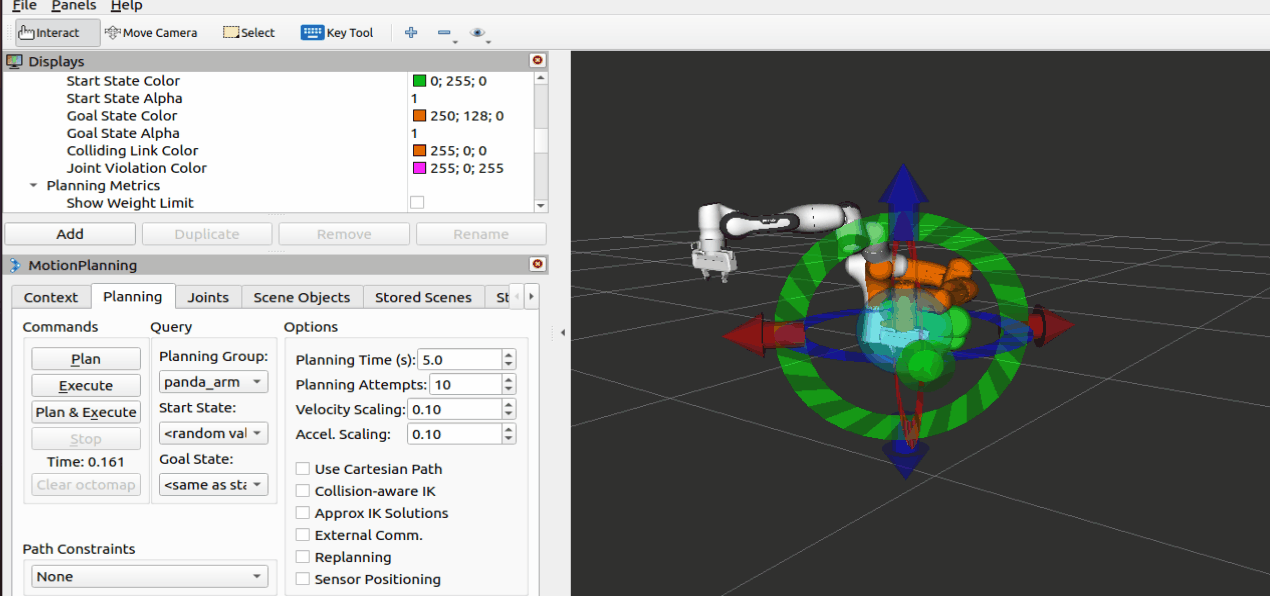 File Panels Help
Interact Move Camera Select Key Tool
Displays
Start State Color 0; 255; 0
Start State Alpha 1
Goal State Color 250; 128; 0
Goal State Alpha 1
Colliding Link Color 255; 0; 0
Joint Violation Color 255; 0; 255
Planning Metrics
Show Weight Limit
Add Duplicate Remove Rename
MotionPlanning
Context Planning Joints Scene Objects Stored Scenes St
Commands
Plan
Execute
Plan & Execute
Stop
Time: 0.161
Clear octomap
Query
Planning Group:
panda_arm
Start State:
<random val
Goal State:
<same as sta
Options
Planning Time (s): 5.0
Planning Attempts: 10
Velocity Scaling: 0.10
Accel. Scaling: 0.10
Use Cartesian Path
Collision-aware IK
Approx IK Solutions
External Comm.
Replanning
Sensor Positioning
Path Constraints
None